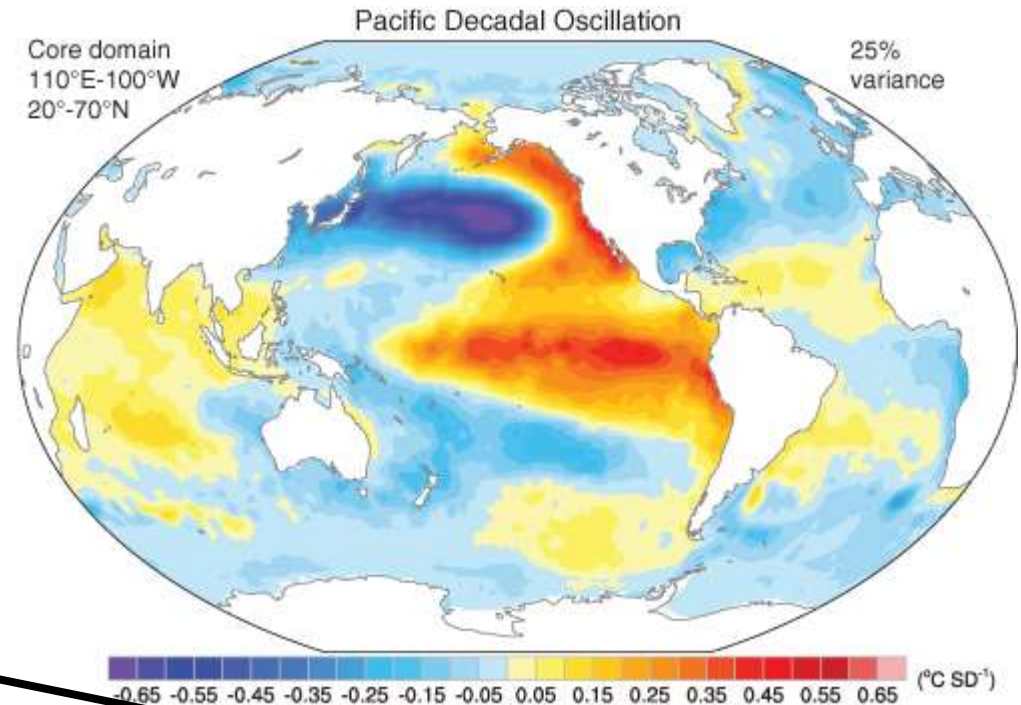 Pacific Decadal Oscillation
Core domain
110°E-100°W
20°-70°N
25%
variance
-0.65 -0.55 -0.45 -0.35 -0.25 -0.15 -0.05 0.05 0.15 0.25 0.35 0.45 0.55 0.65 (°C SD⁻¹)